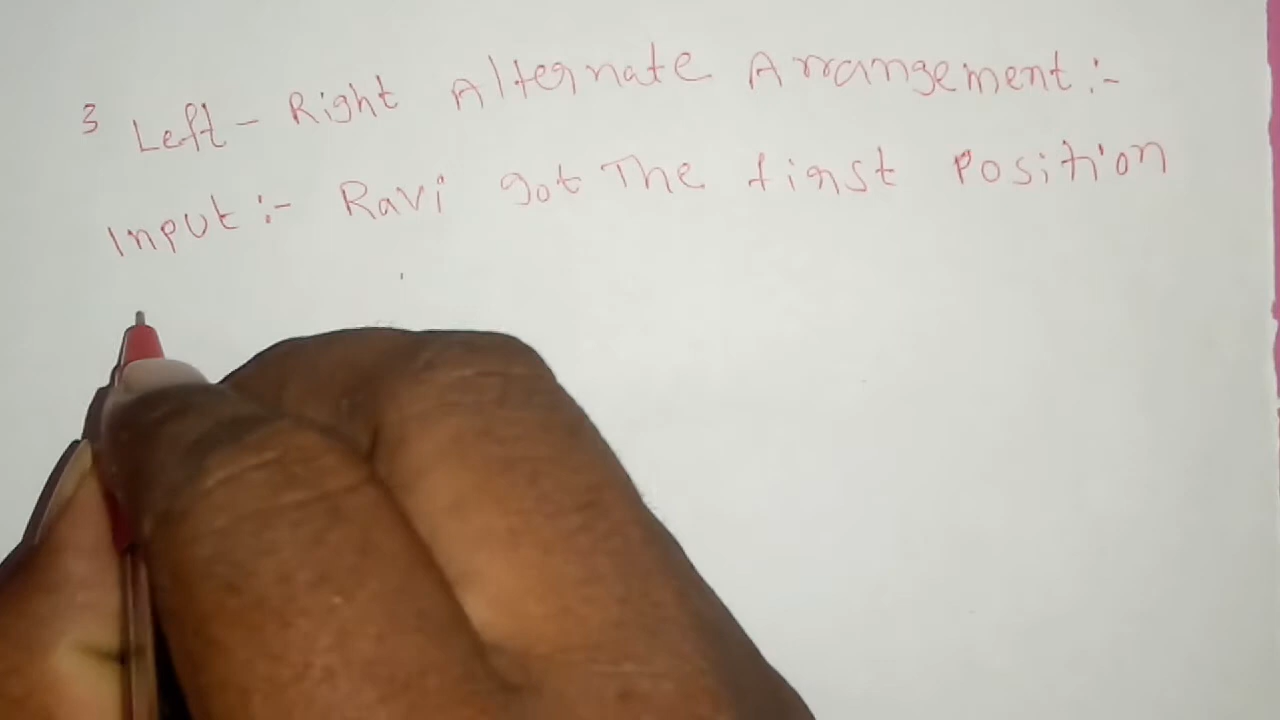 3 Left - Right Alternate Arrangement :-
Input :- Ravi got The first Position